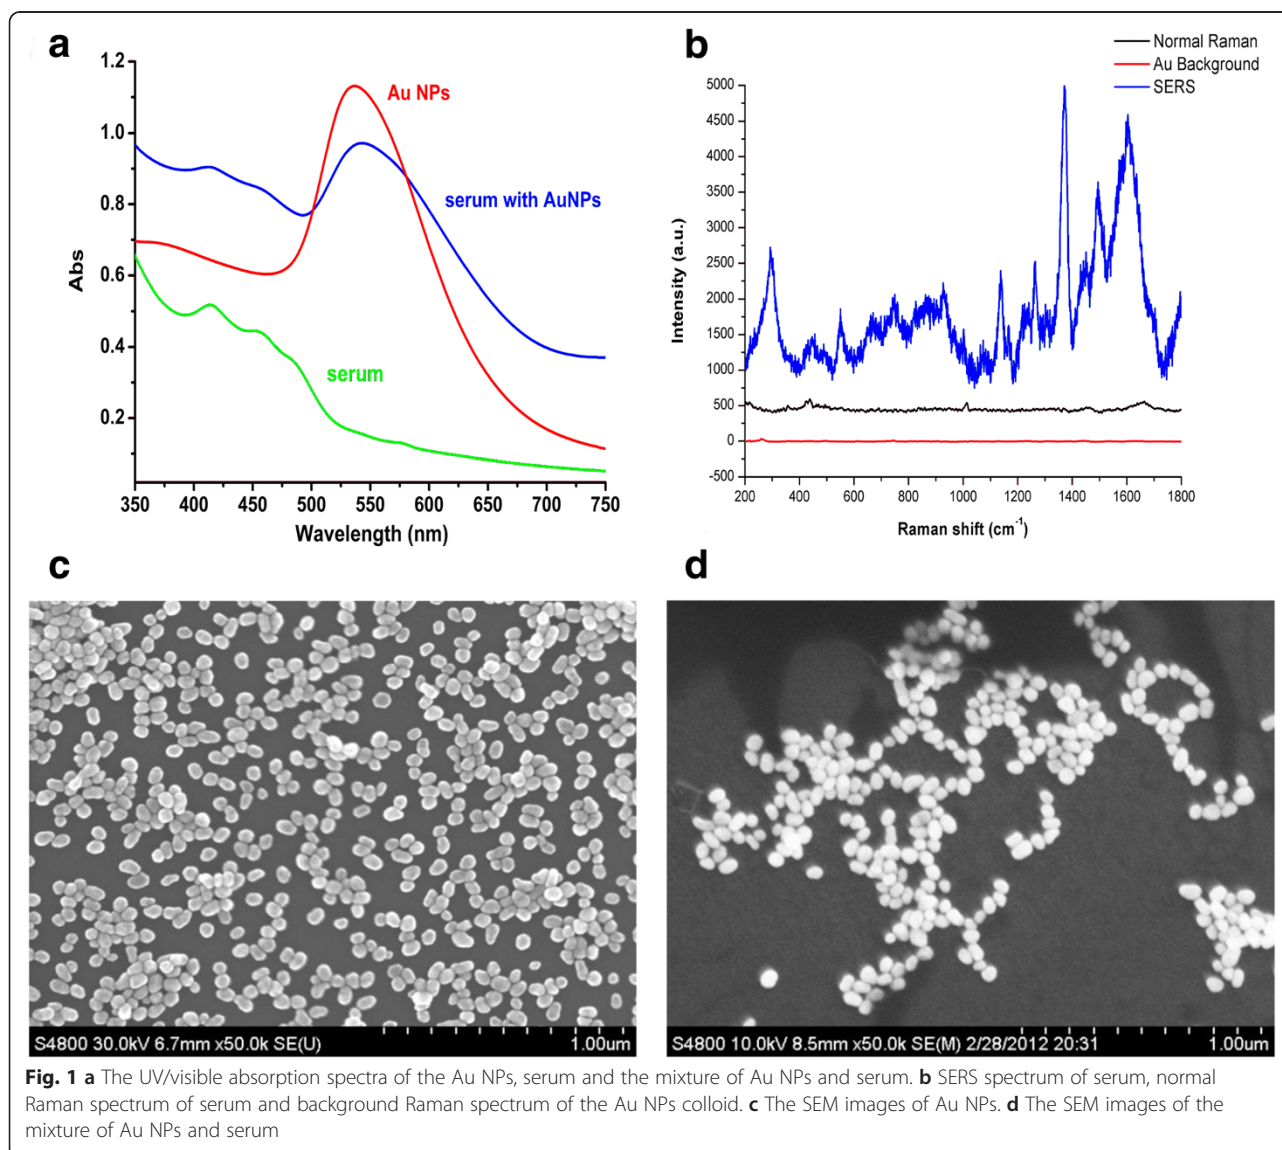 a
1.2
1.0
0.8
0.6
0.4
0.2
Abs
Au NPs
serum with AuNPs
serum
350 400 450 500 550 600 650 700 750
Wavelength (nm)
b
Normal Raman
Au Background
SERS
5000
4500
4000
3500
3000
2500
2000
1500
1000
500
0
-500
Intensity (a.u.)
200 400 600 800 1000 1200 1400 1600 1800
Raman shift (cm⁻¹)
c
S4800 30.0kV 6.7mm x50.0k SE(U) 1.00um
d
S4800 10.0kV 8.5mm x50.0k SE(M) 2/28/2012 20:31 1.00um
Fig. 1 a The UV/visible absorption spectra of the Au NPs, serum and the mixture of Au NPs and serum. b SERS spectrum of serum, normal
Raman spectrum of serum and background Raman spectrum of the Au NPs colloid. c The SEM images of Au NPs. d The SEM images of the
mixture of Au NPs and serum